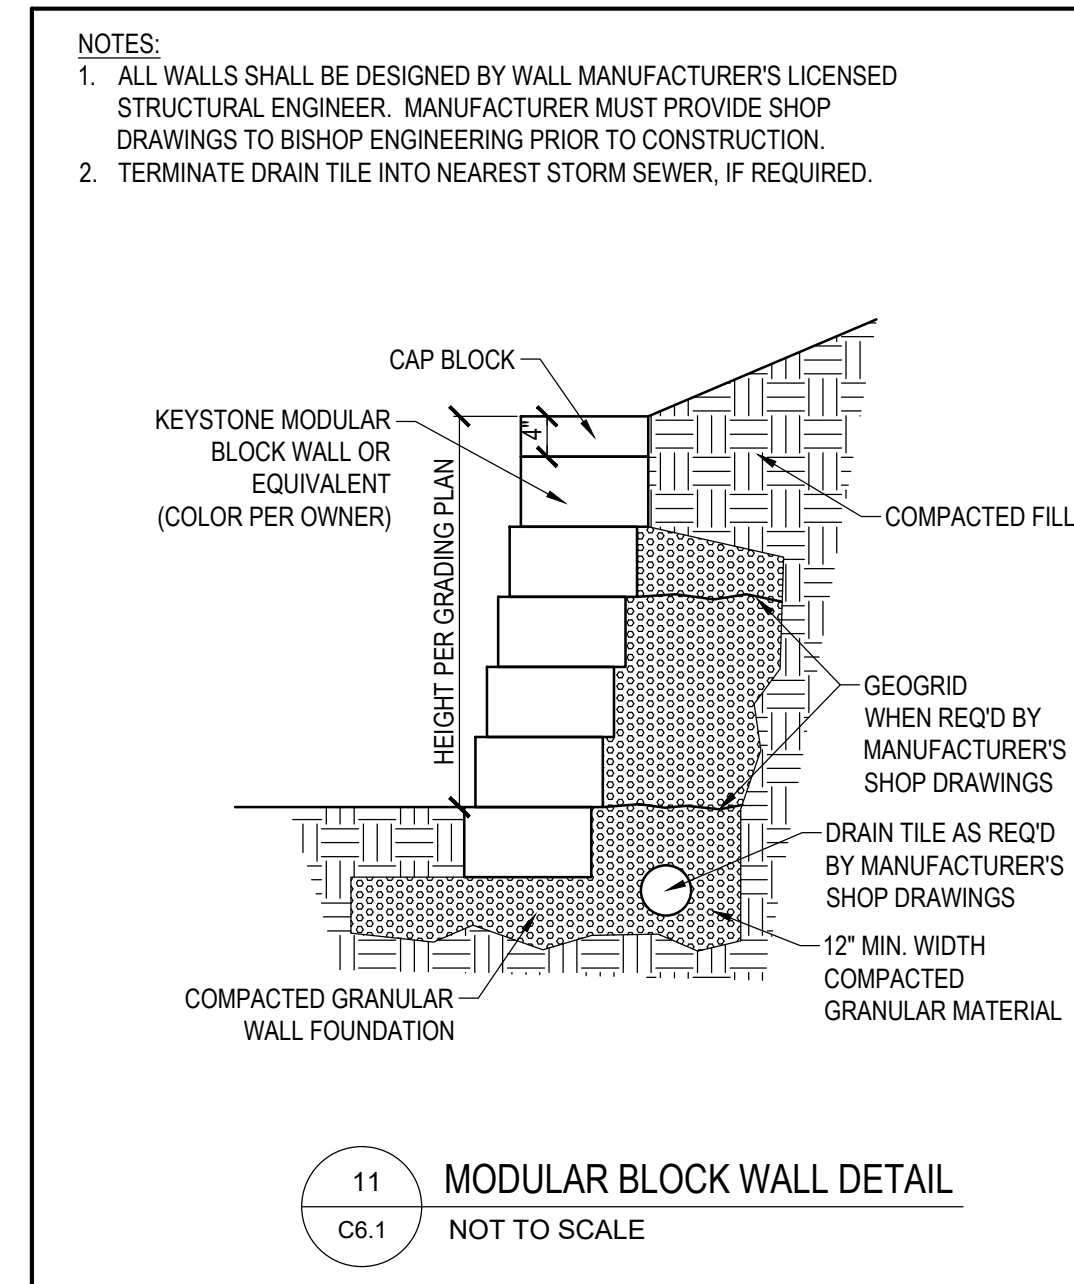 NOTES:
1. ALL WALLS SHALL BE DESIGNED BY WALL MANUFACTURER'S LICENSED
STRUCTURAL ENGINEER. MANUFACTURER MUST PROVIDE SHOP
DRAWINGS TO BISHOP ENGINEERING PRIOR TO CONSTRUCTION.
2. TERMINATE DRAIN TILE INTO NEAREST STORM SEWER, IF REQUIRED.
CAP BLOCK
KEYSTONE MODULAR
BLOCK WALL OR
EQUIVALENT
(COLOR PER OWNER)
4"
HEIGHT PER GRADING PLAN
COMPACTED FILL
GEOGRID
WHEN REQ'D BY
MANUFACTURER'S
SHOP DRAWINGS
DRAIN TILE AS REQ'D
BY MANUFACTURER'S
SHOP DRAWINGS
12" MIN. WIDTH
COMPACTED
GRANULAR MATERIAL
COMPACTED GRANULAR
WALL FOUNDATION
11
C6.1
MODULAR BLOCK WALL DETAIL
NOT TO SCALE